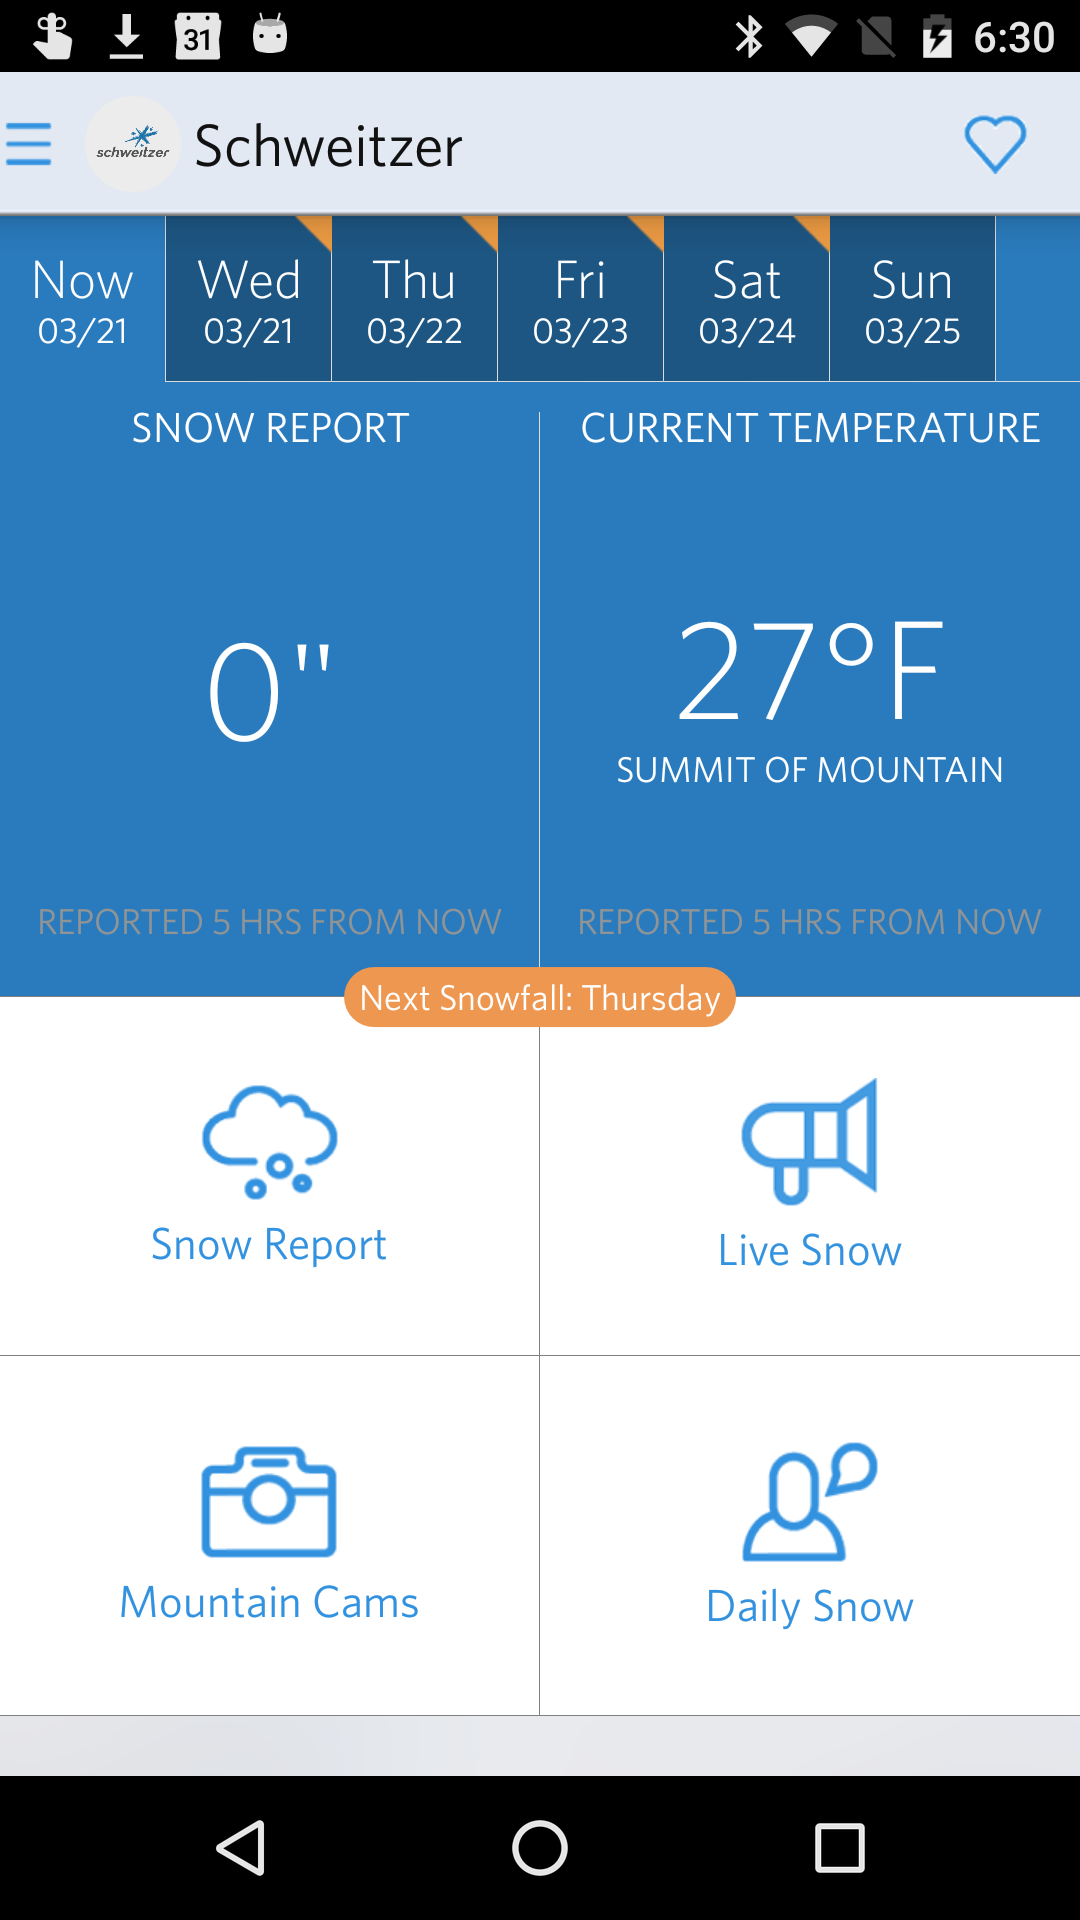 31
6:30
schweitzer
Schweitzer
Now
03/21
Wed
03/21
Thu
03/22
Fri
03/23
Sat
03/24
Sun
03/25
SNOW REPORT
0"
REPORTED 5 HRS FROM NOW
CURRENT TEMPERATURE
27°F
SUMMIT OF MOUNTAIN
REPORTED 5 HRS FROM NOW
Next Snowfall: Thursday
Snow Report
Live Snow
Mountain Cams
Daily Snow